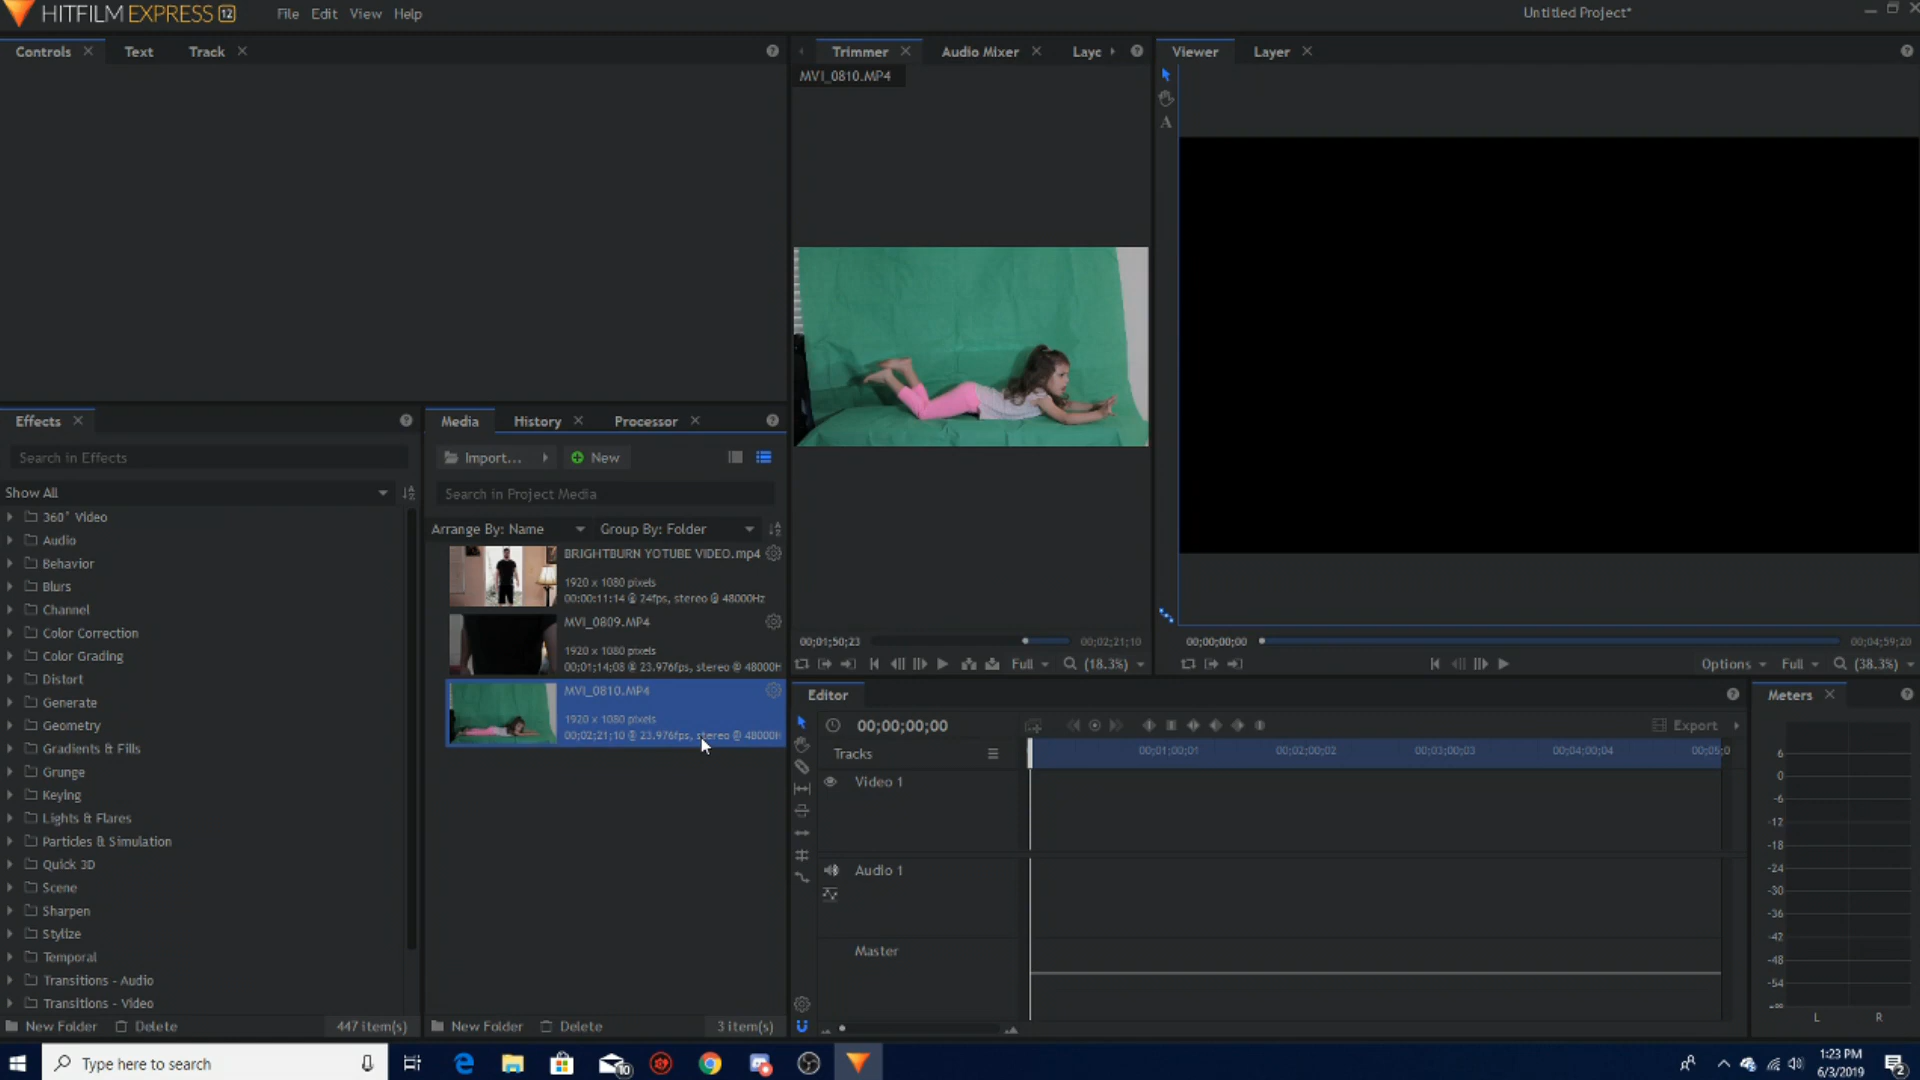 HITFILM EXPRESS 12
File Edit View Help
Untitled Project*
Controls
Text
Track
Trimmer
Audio Mixer
Layc
Viewer
Layer
MVI_0810.MP4
A
Effects
Search in Effects
Show All
360° Video
Audio
Behavior
Blurs
Channel
Color Correction
Color Grading
Distort
Generate
Geometry
Gradients & Fills
Grunge
Keying
Lights & Flares
Particles & Simulation
Quick 3D
Scene
Sharpen
Stylize
Temporal
Transitions - Audio
Transitions - Video
New Folder
Delete
447 item(s)
Media
History
Processor
Import...
New
Search in Project Media
Arrange By: Name
Group By: Folder
BRIGHTBURN YOTUBE VIDEO.mp4
1920 x 1080 pixels
00:00:11:14 @ 24fps, stereo @ 48000Hz
MVI_0809.MP4
1920 x 1080 pixels
00;01;14;08 @ 23.976fps, stereo @ 48000H
MVI_0810.MP4
1920 x 1080 pixels
00;02;21;10 @ 23.976fps, stereo @ 48000H
New Folder
Delete
3 item(s)
00;01;50;23
00;02;21;10
Full
(18.3%)
00;00;00;00
00;04;59;20
Options
Full
(38.3%)
Editor
00;00;00;00
Export
Tracks
00;01;00;01
00;02;00;02
00;03;00;03
00;04;00;04
00;05;0
Video 1
Audio 1
Master
Meters
6
0
-6
-12
-18
-24
-30
-36
-42
-48
-54
-∞
L
R
Type here to search
10
1:23 PM
6/3/2019
2